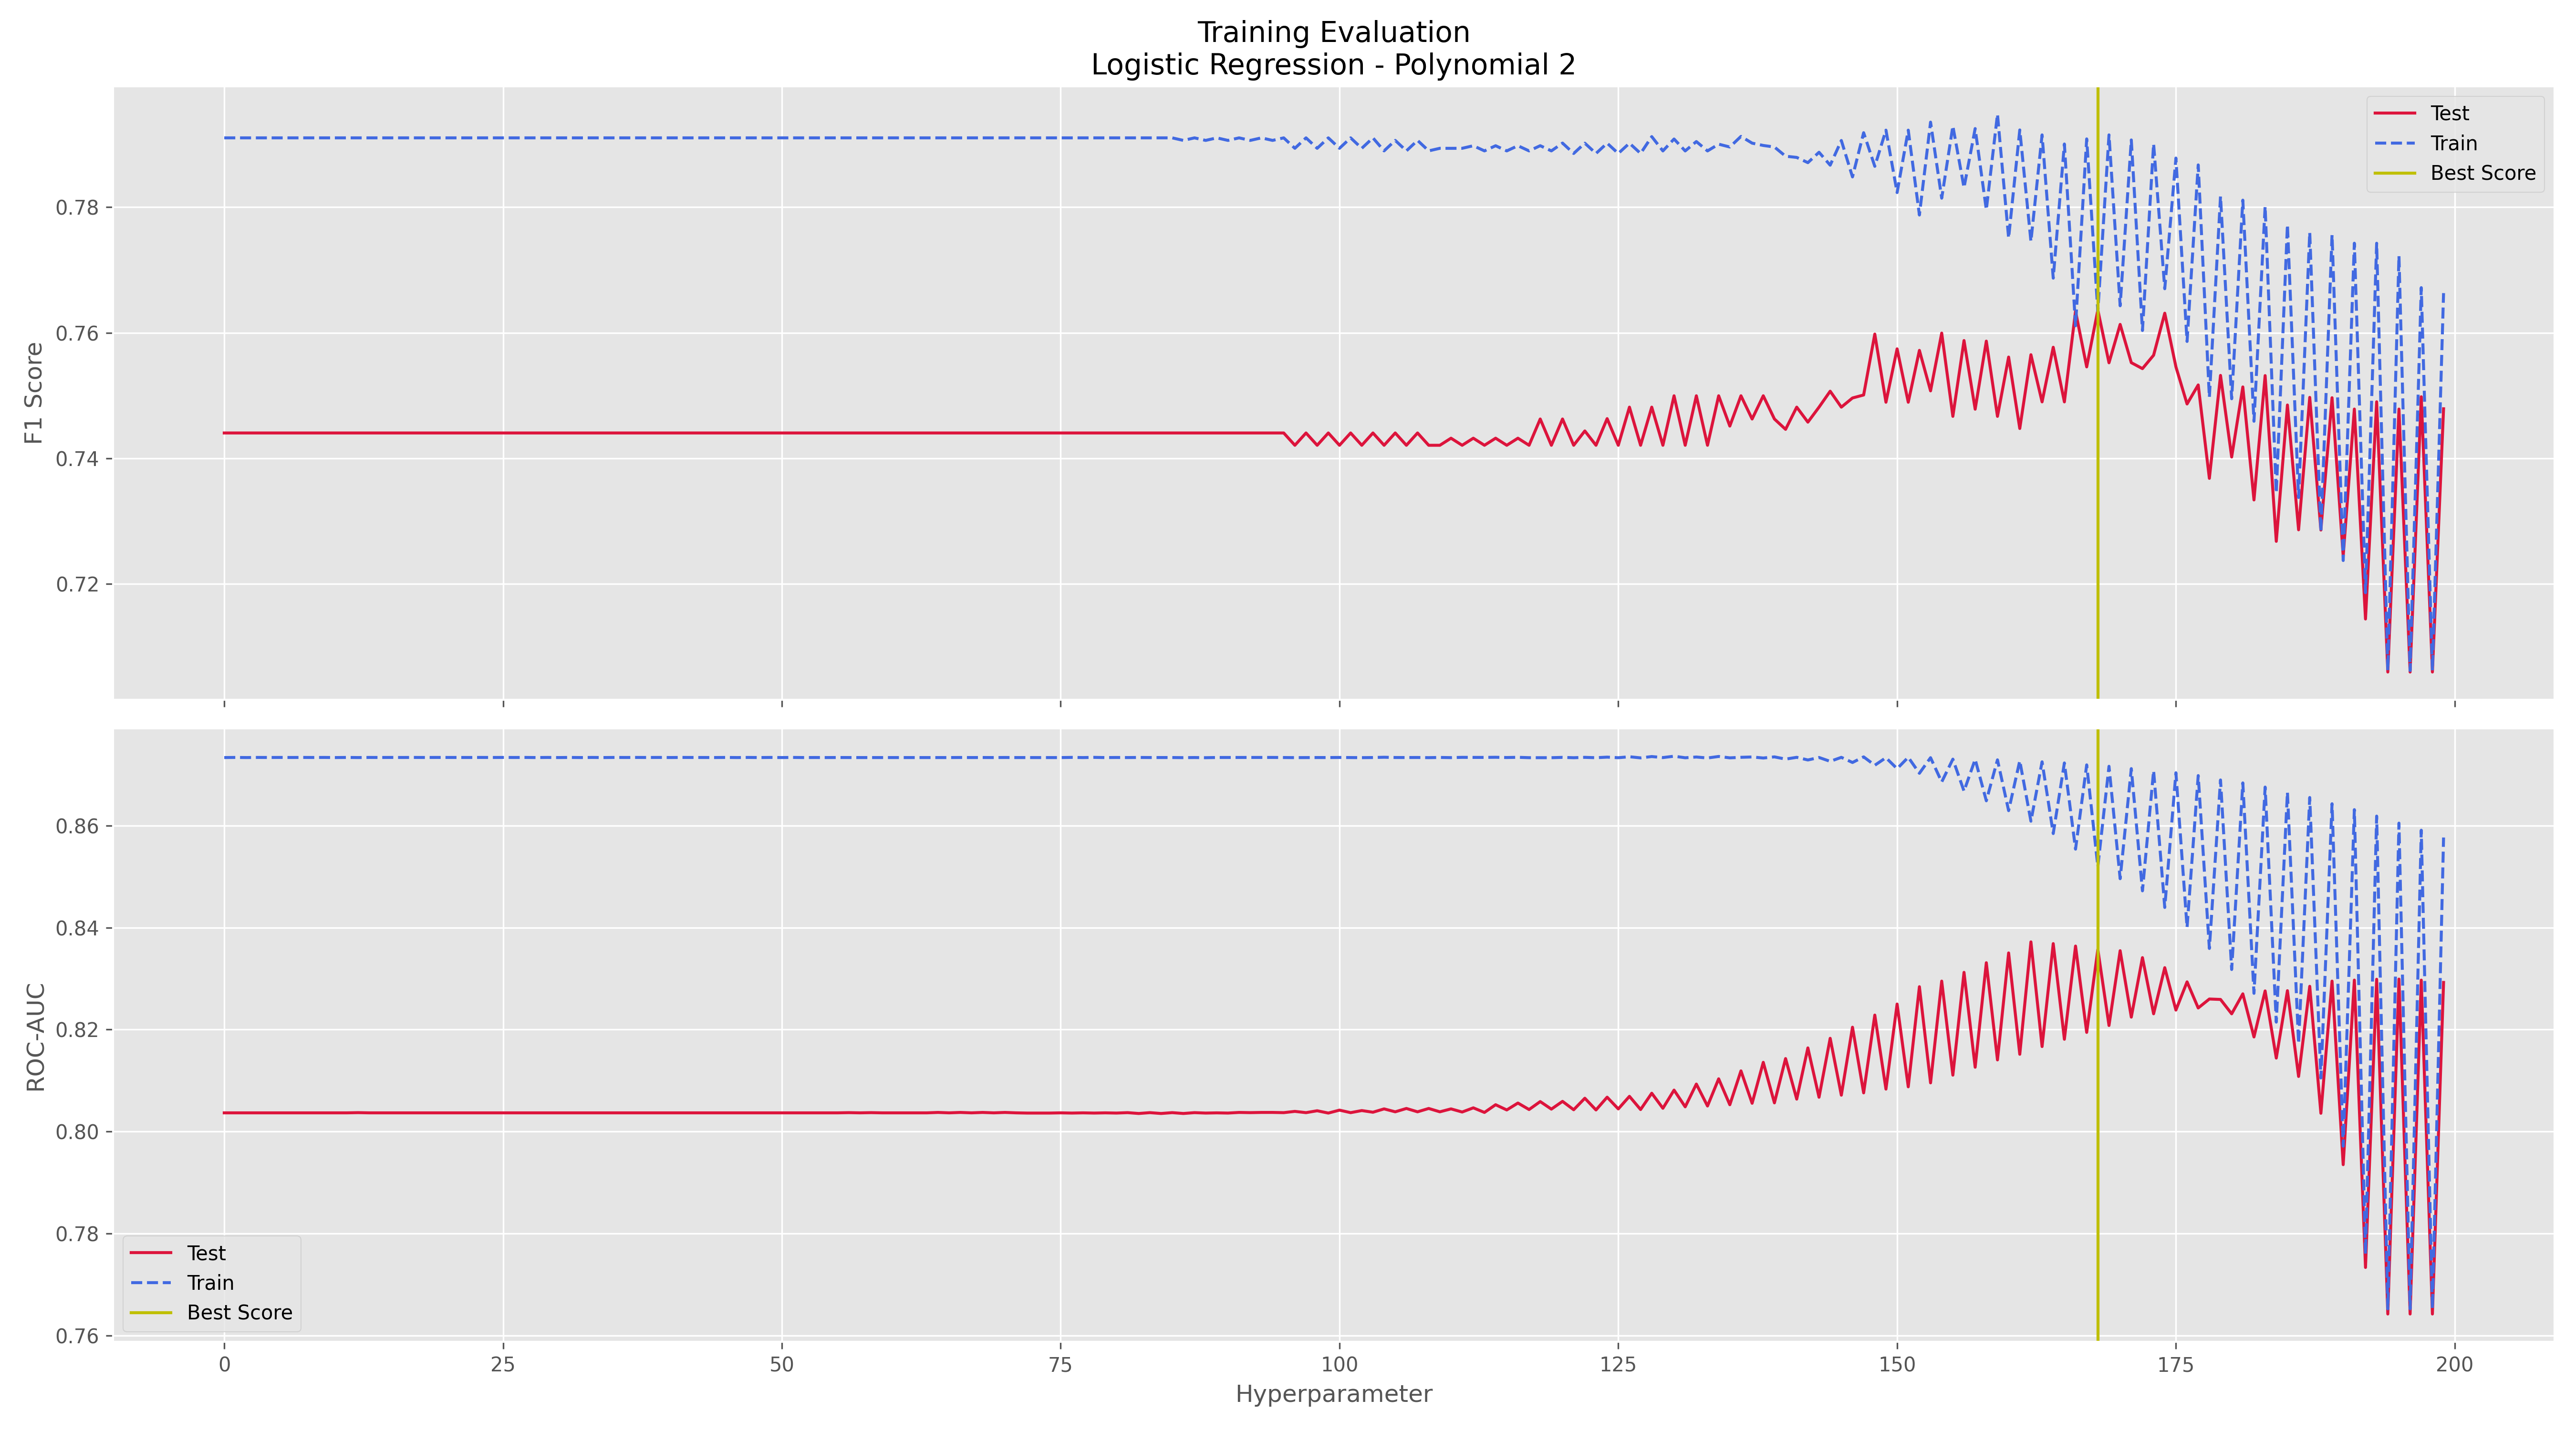 Training Evaluation
Logistic Regression - Polynomial 2
Test
Train
Best Score
0.78
0.76
0.74
0.72
F1 Score
0.86
0.84
0.82
0.80
0.78
0.76
ROC-AUC
Test
Train
Best Score
0 25 50 75 100 125 150 175 200
Hyperparameter